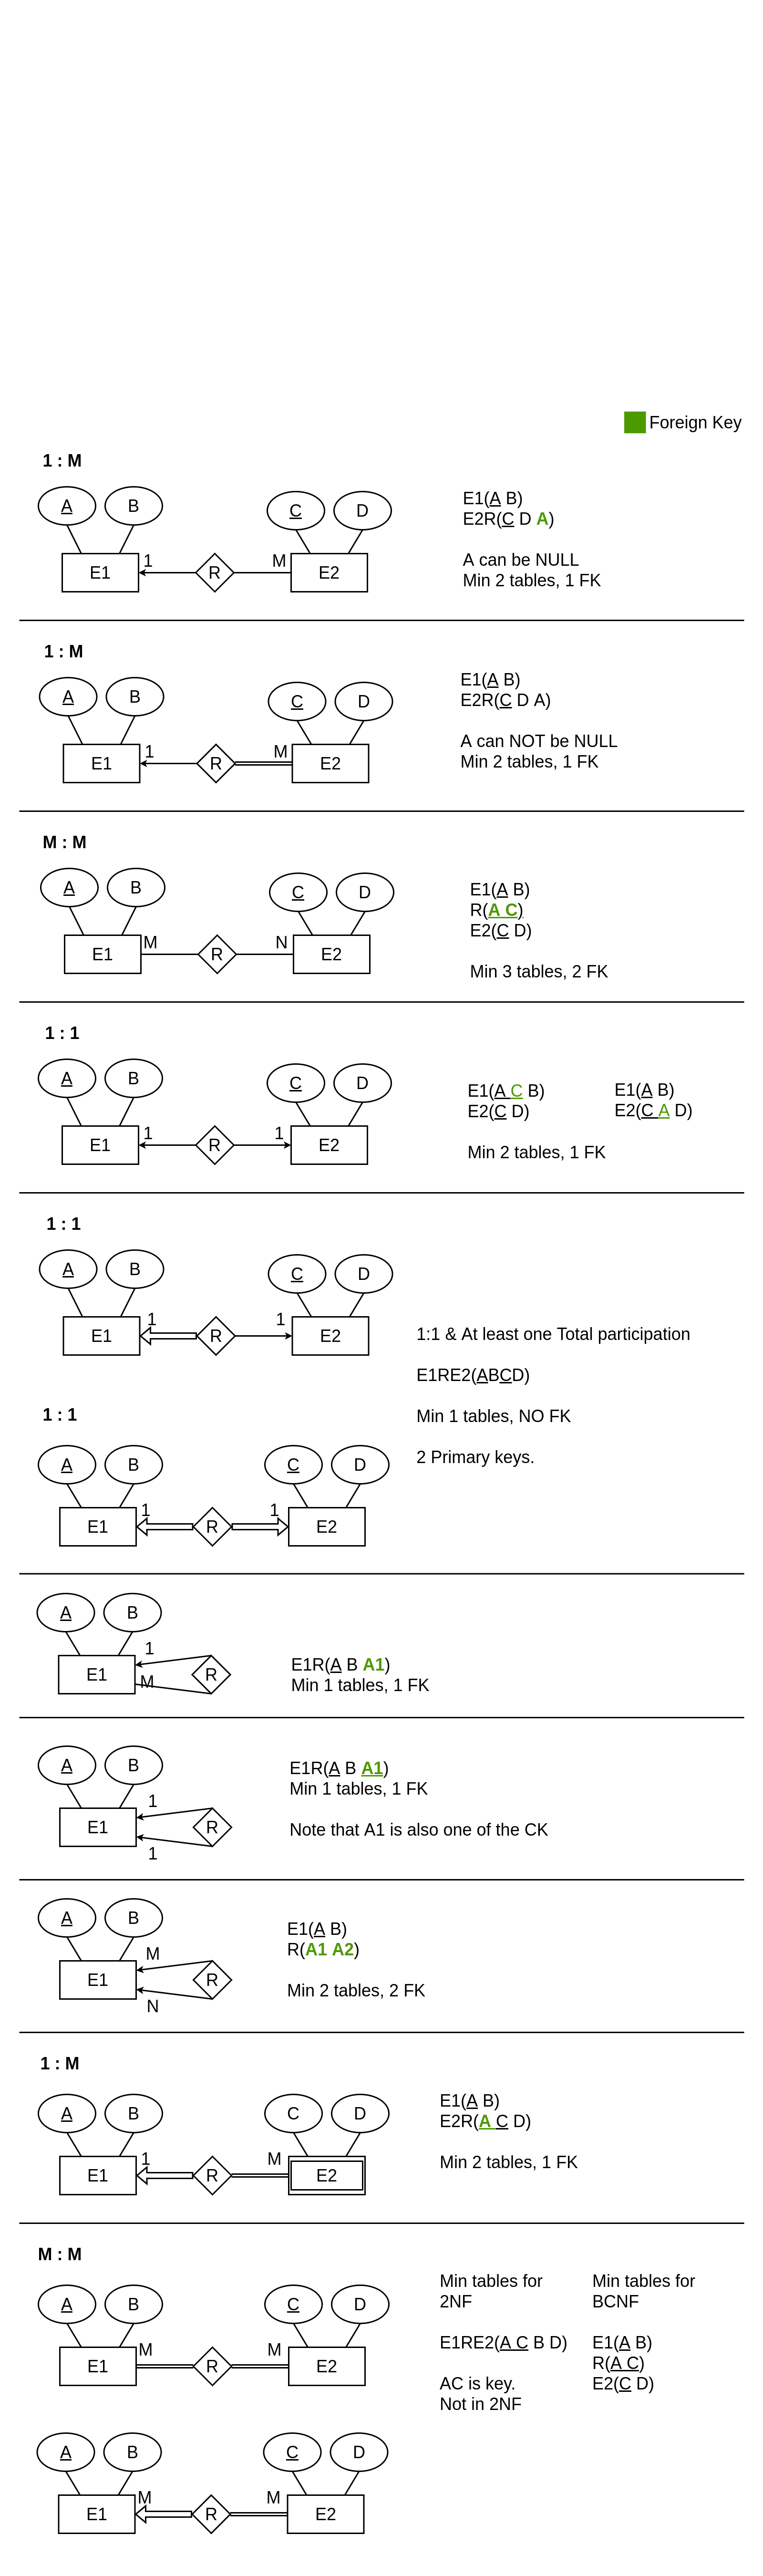 Foreign Key
1 : M
A B C D
E1 1 R M E2
E1(A B)
E2R(C D A)
A can be NULL
Min 2 tables, 1 FK
1 : M
A B C D
E1 1 R M E2
E1(A B)
E2R(C D A)
A can NOT be NULL
Min 2 tables, 1 FK
M : M
A B C D
E1 M R N E2
E1(A B)
R(A C)
E2(C D)
Min 3 tables, 2 FK
1 : 1
A B C D
E1 1 R 1 E2
E1(A C B)
E2(C D)
E1(A B)
E2(C A D)
Min 2 tables, 1 FK
1 : 1
A B C D
E1 1 R 1 E2
1:1 & At least one Total participation
E1RE2(ABCD)
Min 1 tables, NO FK
2 Primary keys.
1 : 1
A B C D
E1 1 R 1 E2
A B
E1 1 M R
E1R(A B A1)
Min 1 tables, 1 FK
A B
E1 1 1 R
E1R(A B A1)
Min 1 tables, 1 FK
Note that A1 is also one of the CK
A B
E1 M N R
E1(A B)
R(A1 A2)
Min 2 tables, 2 FK
1 : M
A B C D
E1 1 R M E2
E1(A B)
E2R(A C D)
Min 2 tables, 1 FK
M : M
A B C D
E1 M R M E2
Min tables for
2NF
E1RE2(A C B D)
AC is key.
Not in 2NF
Min tables for
BCNF
E1(A B)
R(A C)
E2(C D)
A B C D
E1 M R M E2